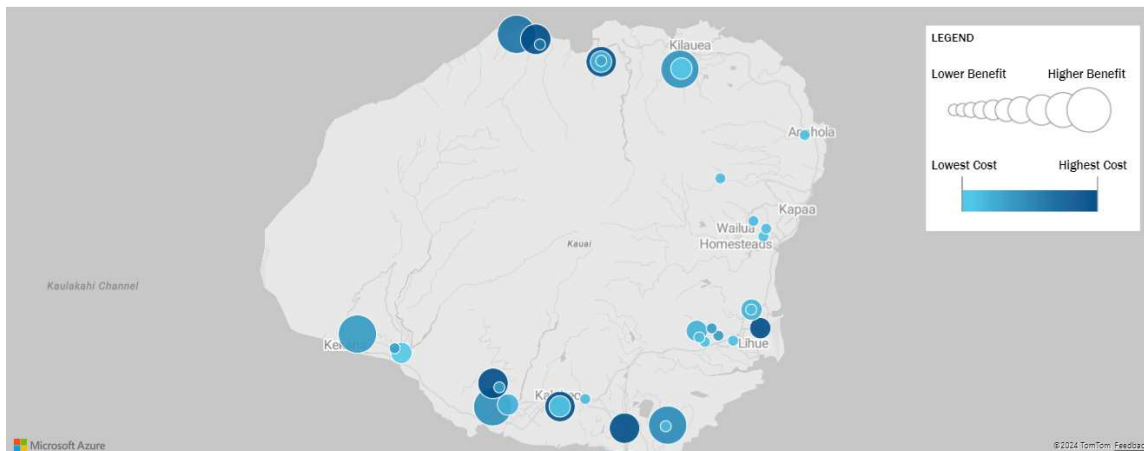 LEGEND
Lower Benefit Higher Benefit
Lowest Cost Highest Cost
Kilauea
Kapaa
Wailua
Homesteads
Kauai
Kaulakahi Channel
Lihue
Microsoft Azure
©2024 TomTom Feedbac